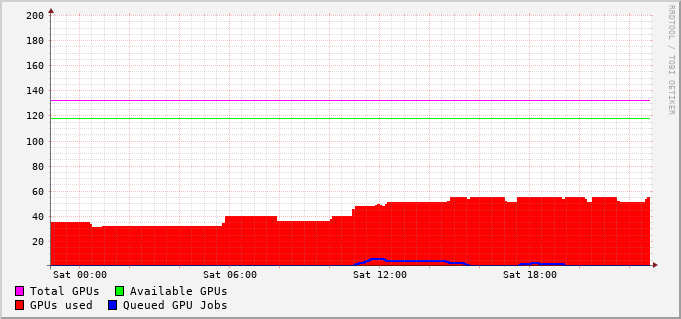 200
180
160
140
120
100
80
60
40
20
Sat 00:00 Sat 06:00 Sat 12:00 Sat 18:00
Total GPUs Available GPUs
GPUs used Queued GPU Jobs
RRDTOOL / TOBI OETIKER